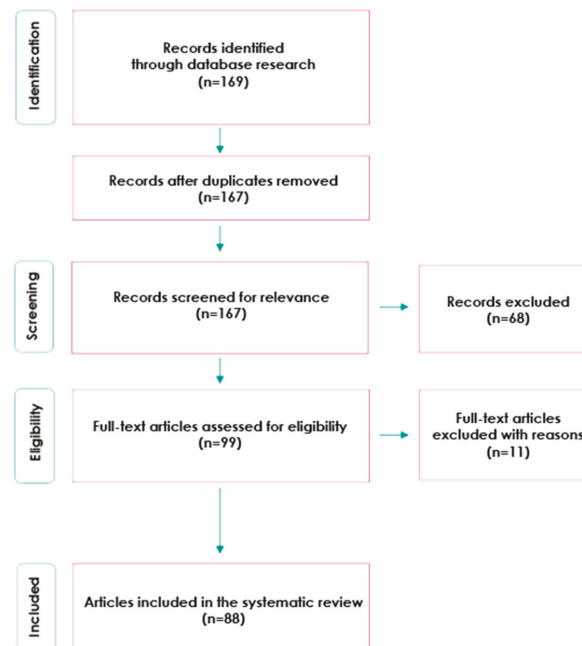 Identification
Records identified
through database research
(n=169)
Records after duplicates removed
(n=167)
Screening
Records screened for relevance
(n=167)
Records excluded
(n=68)
Eligibility
Full-text articles assessed for eligibility
(n=99)
Full-text articles
excluded with reasons
(n=11)
Included
Articles included in the systematic review
(n=88)